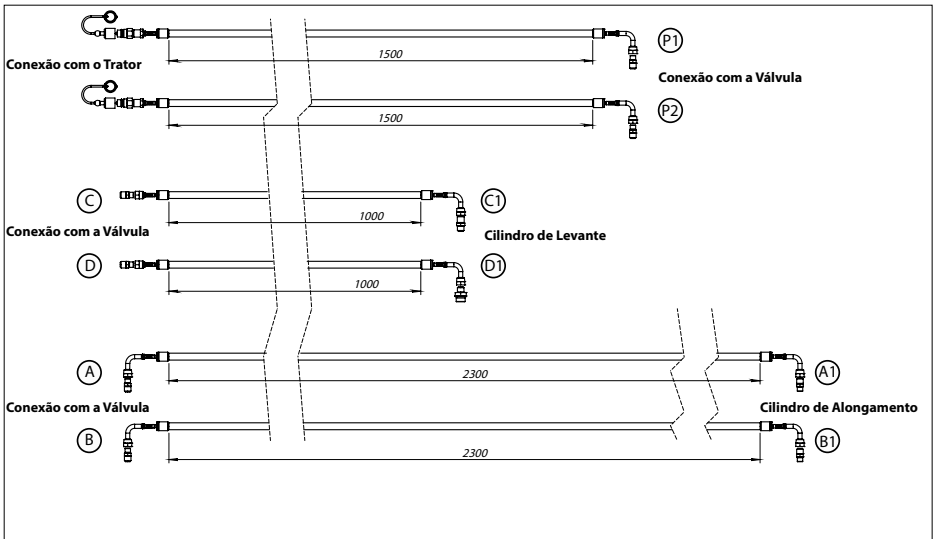 P1
1500
Conexão com o Trator
Conexão com a Válvula
P2
1500
C
C1
1000
Conexão com a Válvula
Cilindro de Levante
D
D1
1000
A
A1
2300
Conexão com a Válvula
Cilindro de Alongamento
B
B1
2300